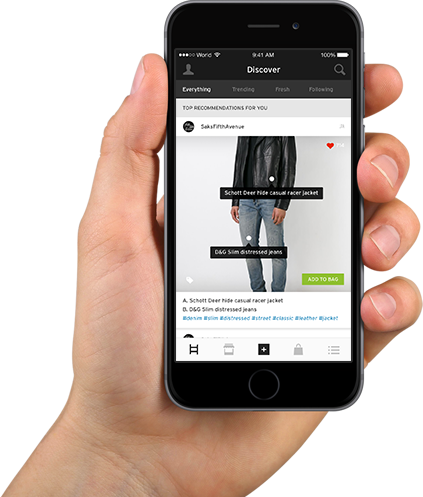 World 9:41 AM 100%
Discover
Everything Trending Fresh Following
TOP RECOMMENDATIONS FOR YOU
SaksFifthAvenue
Schott Deer hide casual racer jacket
D&G Slim distressed jeans
ADD TO BAG
A. Schott Deer hide casual racer jacket
B. D&G Slim distressed jeans
#denim #slim #distressed #street #classic #leather #jacket